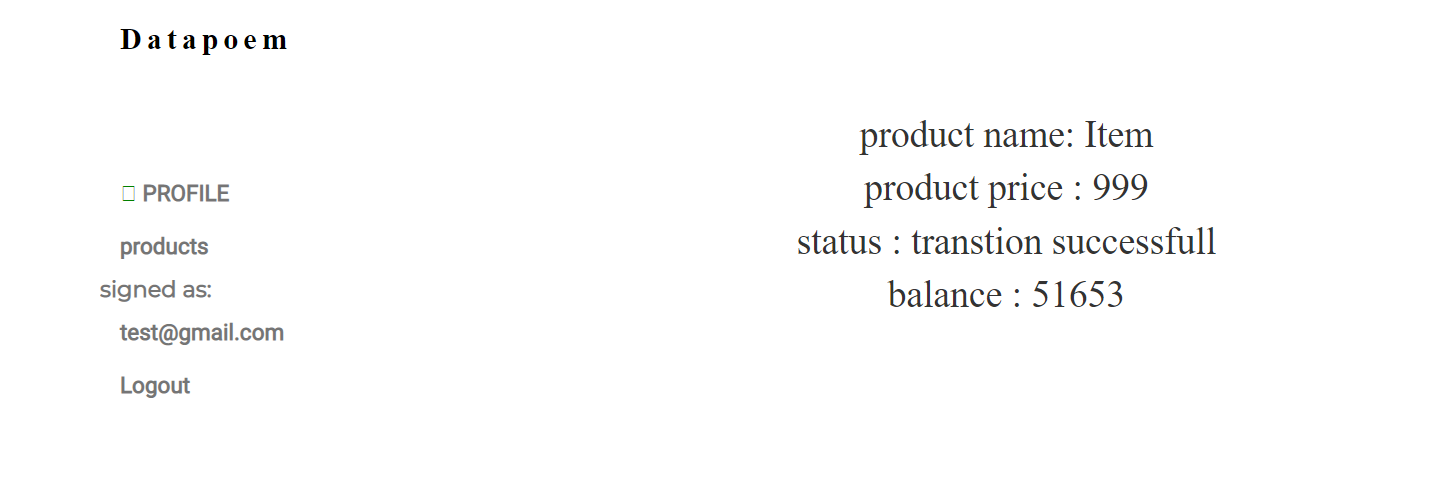 Datapoem
PROFILE
products
signed as:
test@gmail.com
Logout
product name: Item
product price : 999
status : transtion successfull
balance : 51653